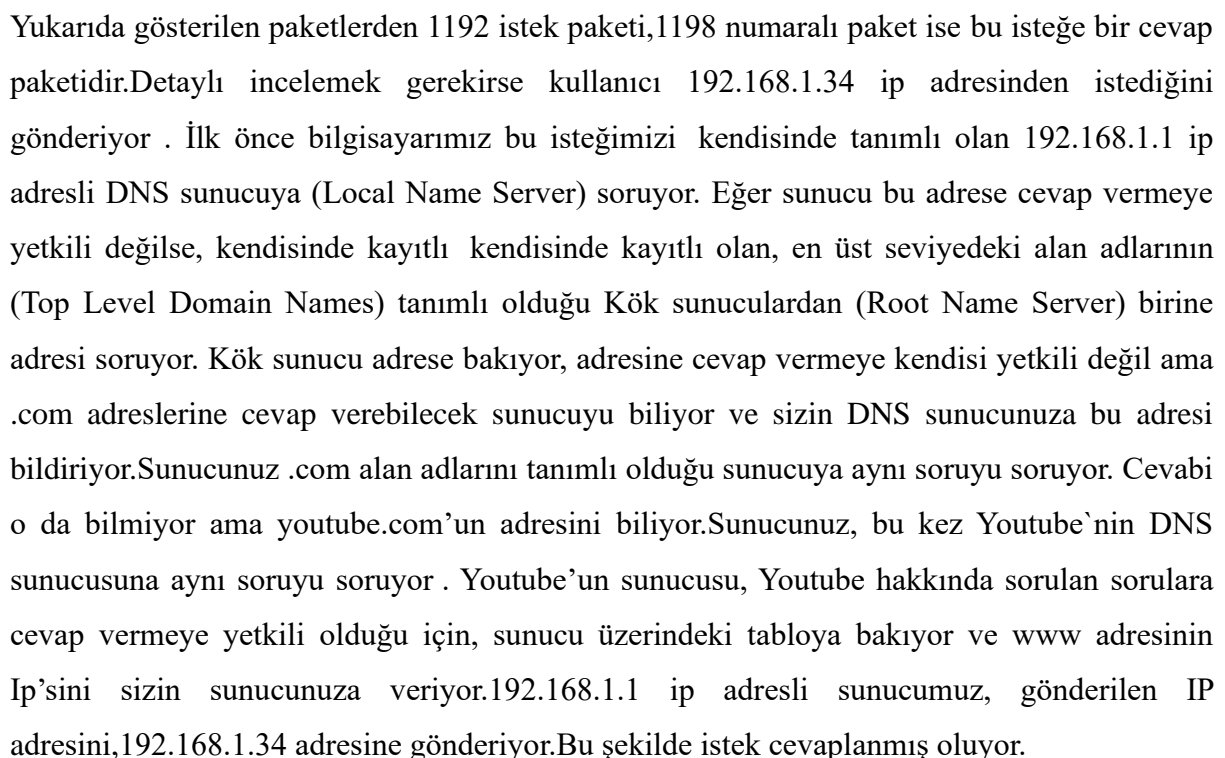 Yukarıda gösterilen paketlerden 1192 istek paketi,1198 numaralı paket ise bu isteğe bir cevap
paketidir.Detaylı incelemek gerekirse kullanıcı 192.168.1.34 ip adresinden istediğini
gönderiyor . İlk önce bilgisayarımız bu isteğimizi kendisinde tanımlı olan 192.168.1.1 ip
adresli DNS sunucuya (Local Name Server) soruyor. Eğer sunucu bu adrese cevap vermeye
yetkili değilse, kendisinde kayıtlı kendisinde kayıtlı olan, en üst seviyedeki alan adlarının
(Top Level Domain Names) tanımlı olduğu Kök sunuculardan (Root Name Server) birine
adresi soruyor. Kök sunucu adrese bakıyor, adresine cevap vermeye kendisi yetkili değil ama
.com adreslerine cevap verebilecek sunucuyu biliyor ve sizin DNS sunucunuza bu adresi
bildiriyor.Sunucunuz .com alan adlarını tanımlı olduğu sunucuya aynı soruyu soruyor. Cevabi
o da bilmiyor ama youtube.com’un adresini biliyor.Sunucunuz, bu kez Youtube`nin DNS
sunucusuna aynı soruyu soruyor . Youtube’un sunucusu, Youtube hakkında sorulan sorulara
cevap vermeye yetkili olduğu için, sunucu üzerindeki tabloya bakıyor ve www adresinin
Ip’sini sizin sunucunuza veriyor.192.168.1.1 ip adresli sunucumuz, gönderilen IP
adresini,192.168.1.34 adresine gönderiyor.Bu şekilde istek cevaplanmış oluyor.